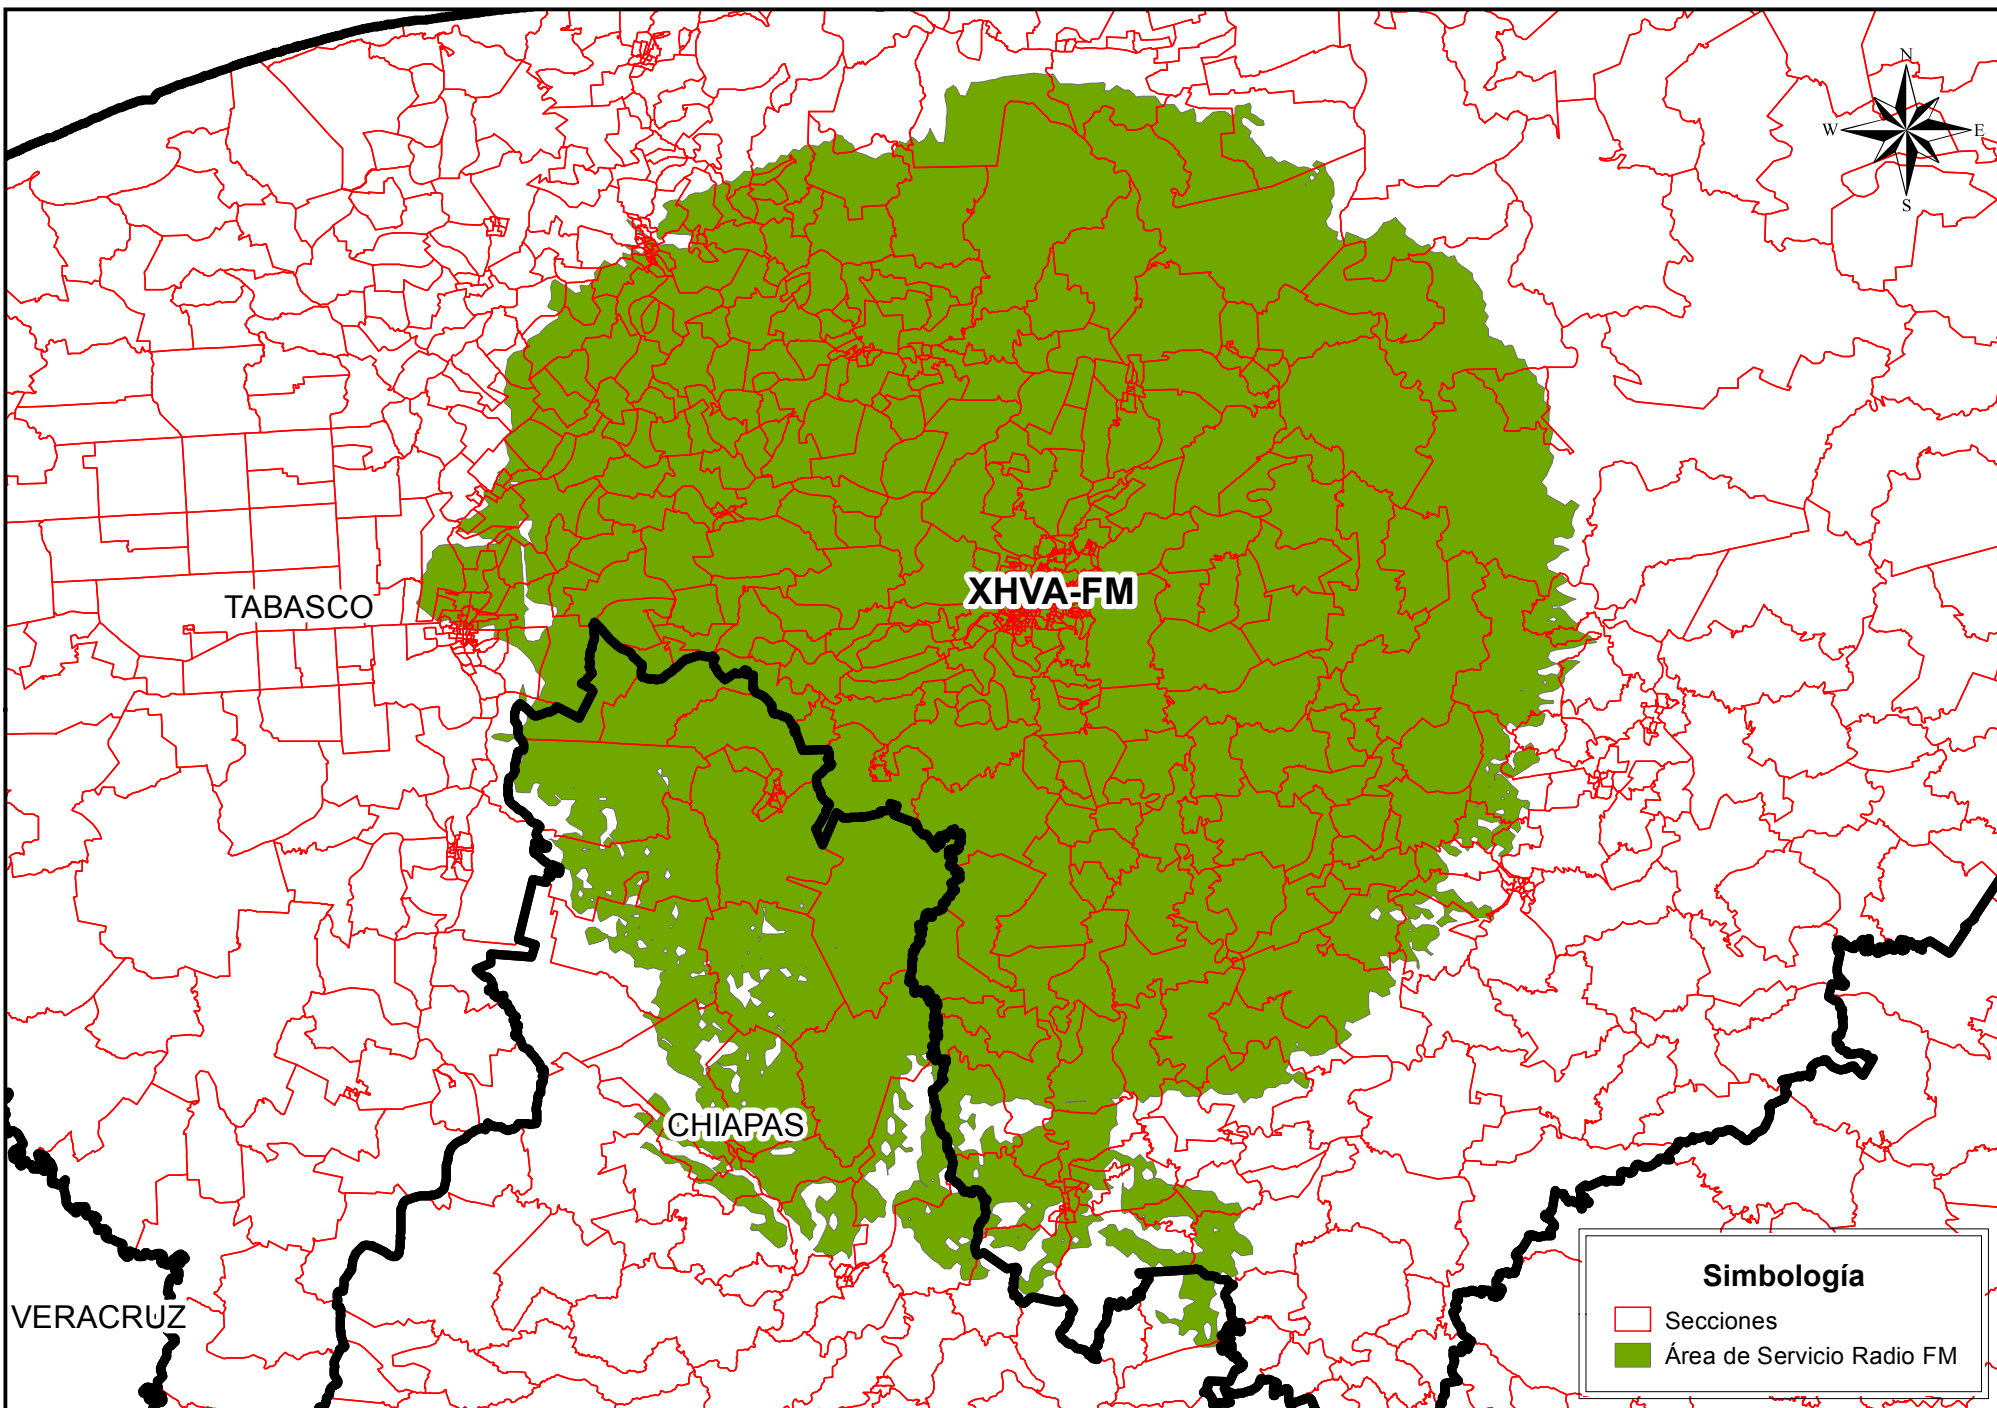 N
W E
S
XHVA-FM
TABASCO
CHIAPAS
VERACRUZ
Simbología
Secciones
Área de Servicio Radio FM